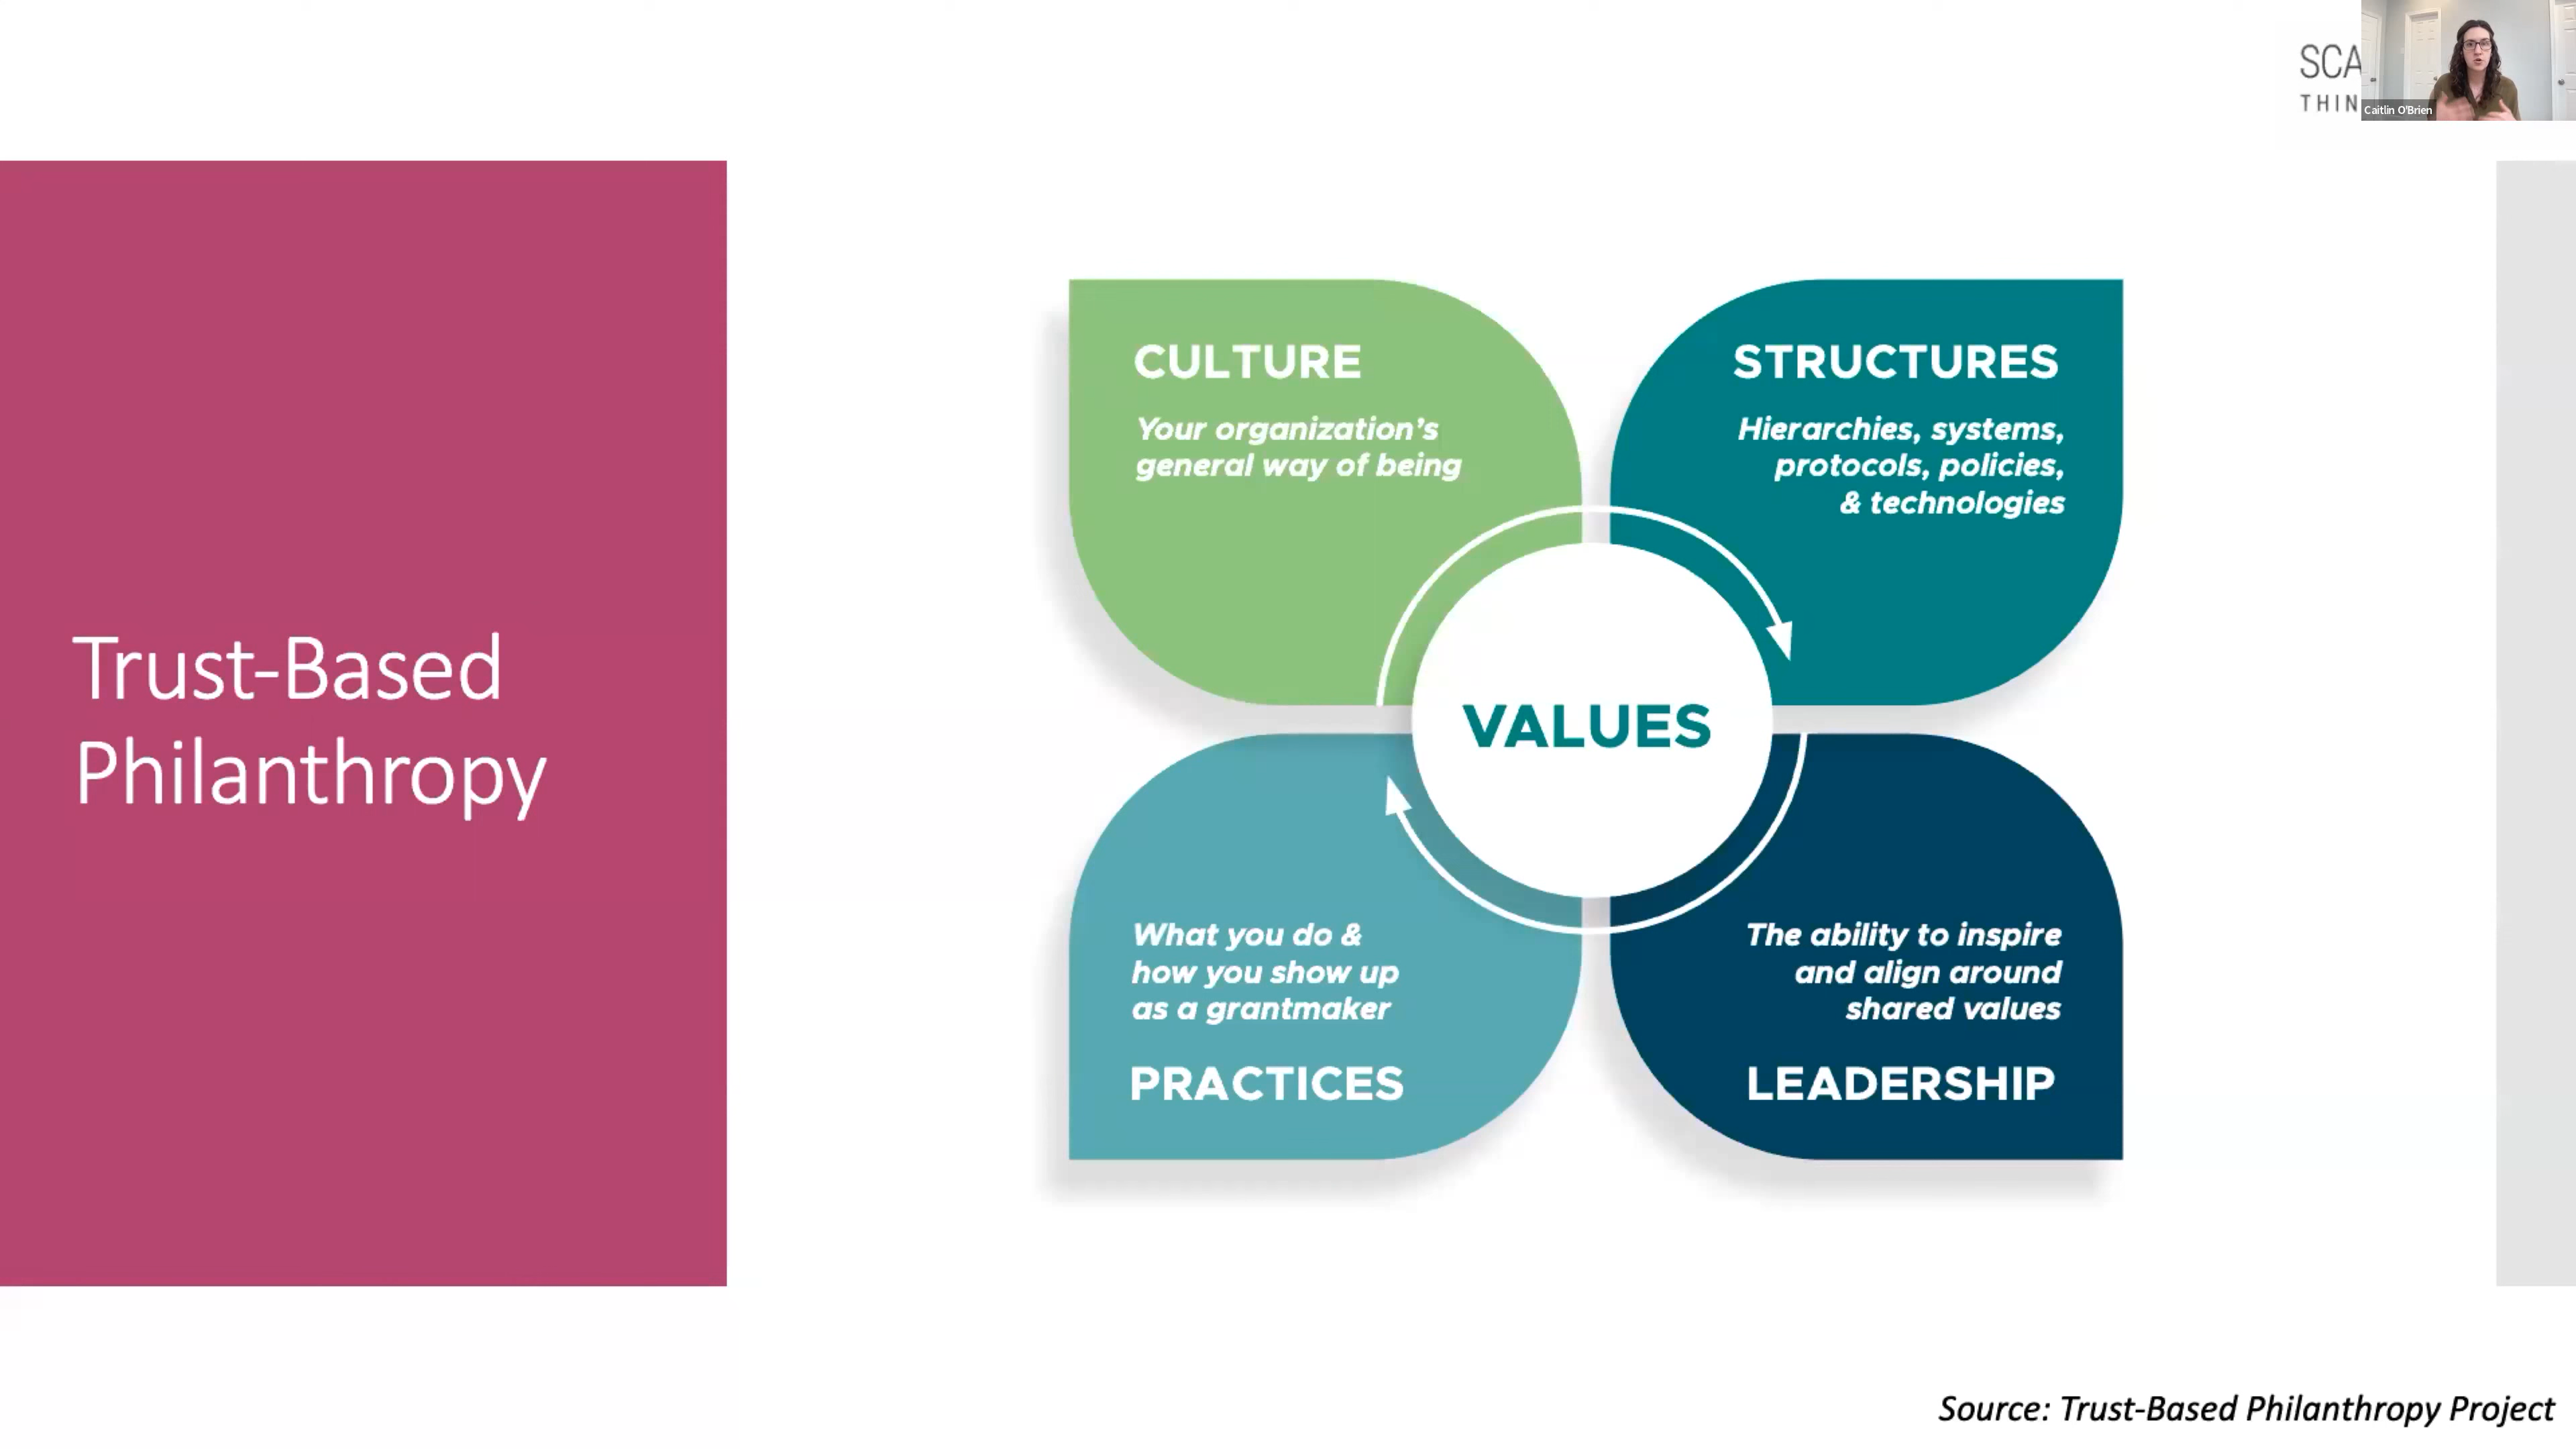 SCA
THIN
Caitlin O'Brien
Trust-Based
Philanthropy
CULTURE
Your organization’s
general way of being
STRUCTURES
Hierarchies, systems,
protocols, policies,
& technologies
VALUES
What you do &
how you show up
as a grantmaker
PRACTICES
The ability to inspire
and align around
shared values
LEADERSHIP
Source: Trust-Based Philanthropy Project